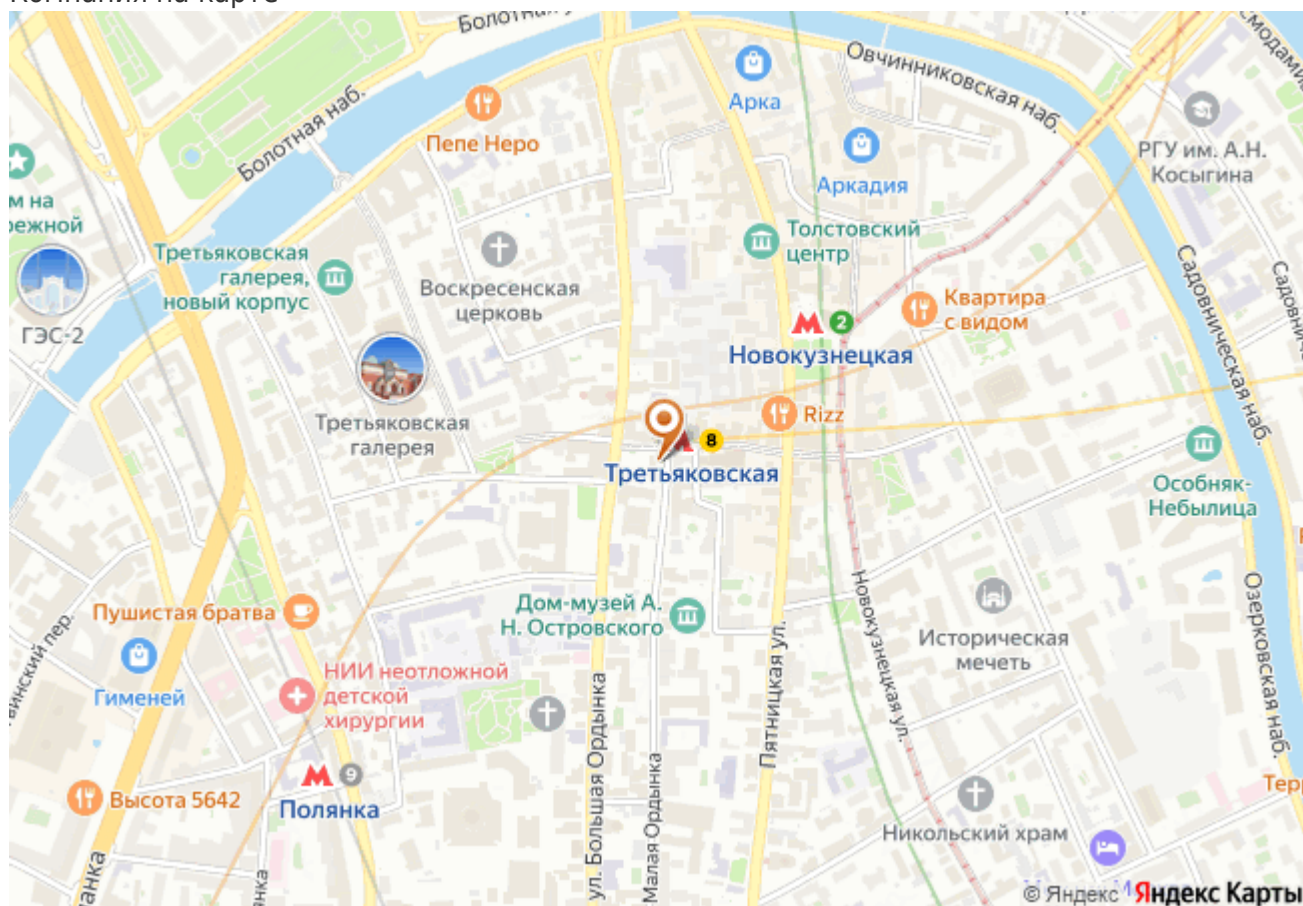 Компания на карте
Болотная
Болотная наб.
Овчинниковская наб.
Арка
Пепе Неро
Аркадия
РГУ им. А.Н.
Косыгина
Толстовский
центр
Третьяковская
галерея,
новый корпус
Воскресенская
церковь
ГЭС-2
Квартира
с видом
2
Новокузнецкая
Садовническая наб.
Третьяковская
галерея
Rizz
8
Третьяковская
Особняк-
Небылица
Пушистая братва
Дом-музей А.
Н. Островского
Историческая
мечеть
Озерковская наб.
Гименей
НИИ неотложной
детской
хирургии
Новокузнецкая ул.
Пятницкая ул.
ул. Большая Ордынка
Малая Ордынка
9
Полянка
Высота 5642
Никольский храм
© Яндекс
Яндекс Карты